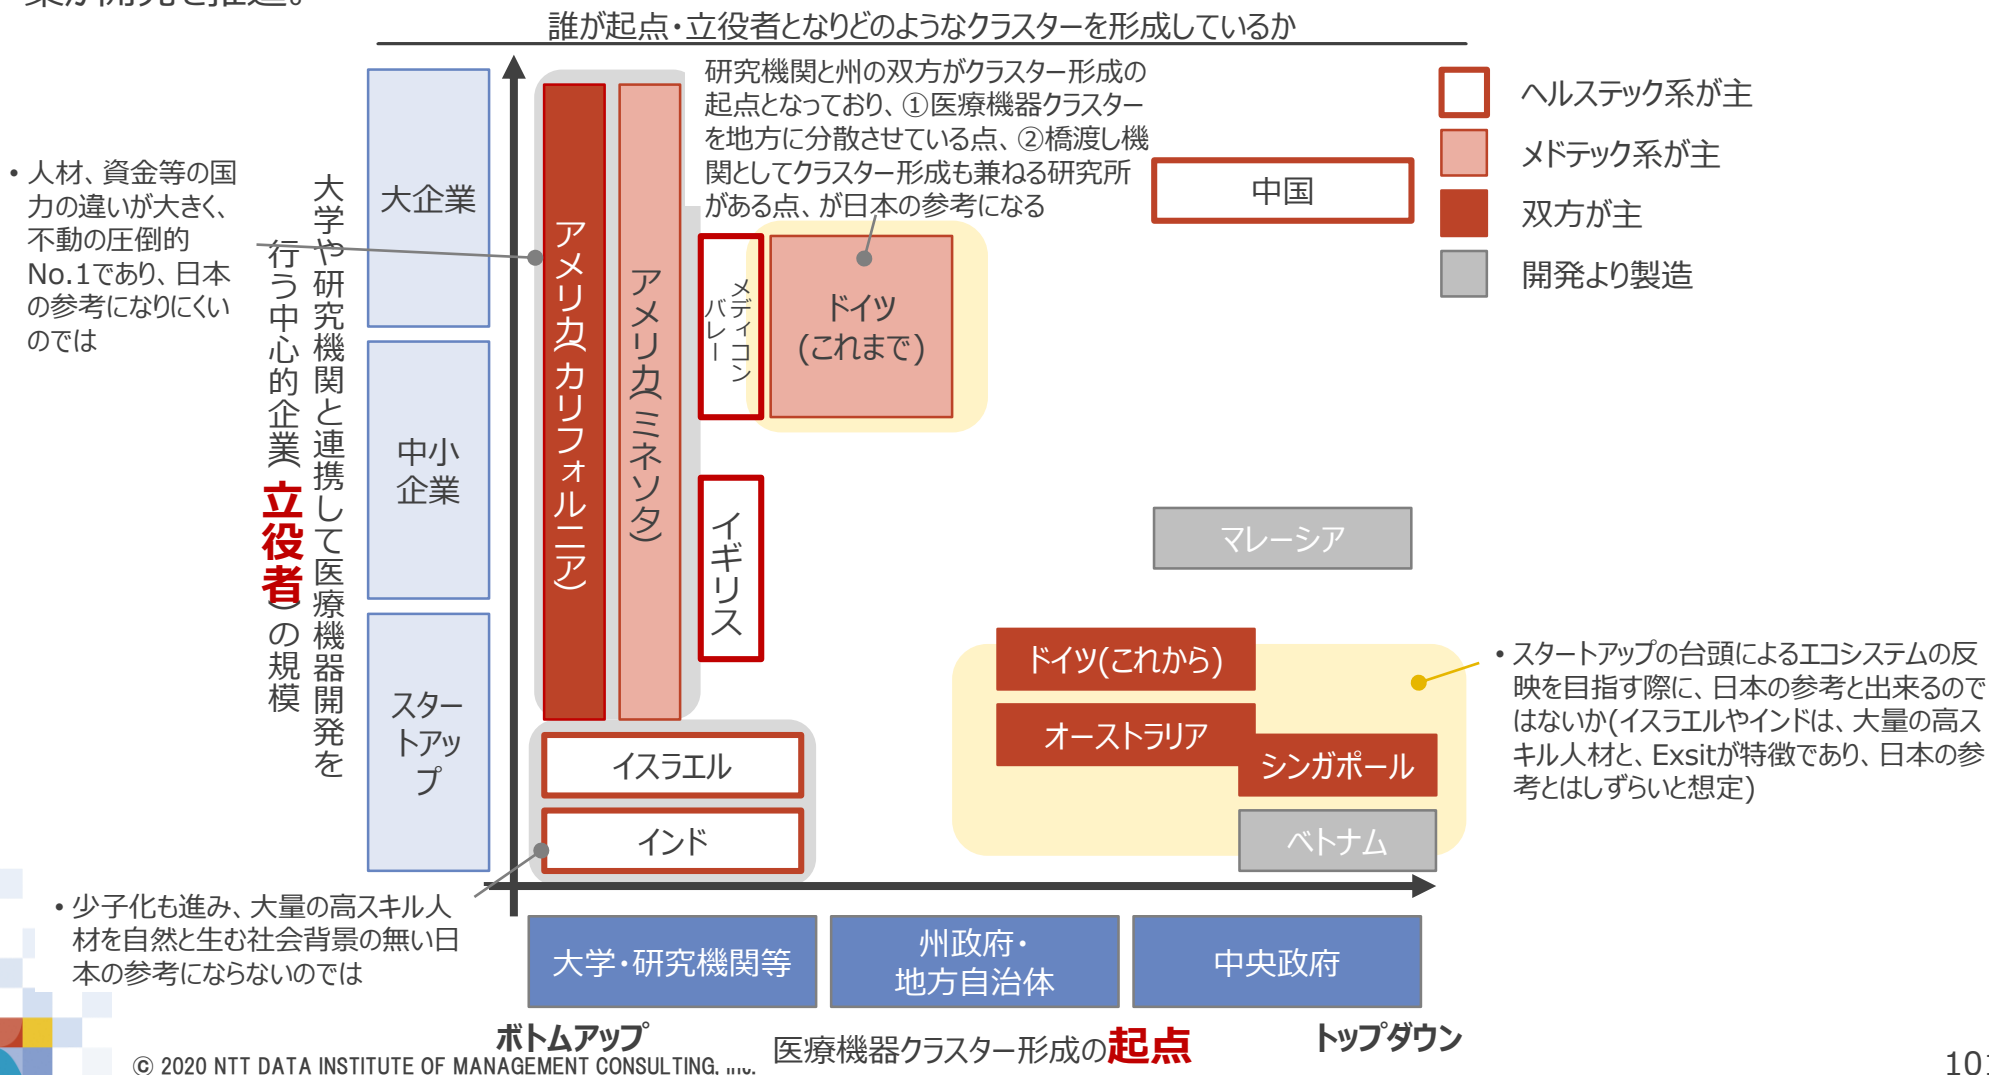 誰が起点・立役者となりどのようなクラスターを形成しているか
研究機関と州の双方がクラスター形成の
起点となっており、①医療機器クラスター
を地方に分散させている点、②橋渡し機
関としてクラスター形成も兼ねる研究所
がある点、が日本の参考になる
ヘルステック系が主
メドテック系が主
双方が主
開発より製造
• 人材、資金等の国
力の違いが大きく、
不動の圧倒的
No.1であり、日本
の参考になりにくい
のでは
大学や研究機関と連携して医療機器開発を
行う中心的企業(立役者)の規模
大企業
中小
企業
スター
トアッ
プ
アメリカ(カリフォルニア)
アメリカ(ミネソタ)
メディコン
バレー
ドイツ
(これまで)
中国
イギリス
マレーシア
ドイツ(これから)
オーストラリア
シンガポール
ベトナム
イスラエル
インド
• スタートアップの台頭によるエコシステムの反
映を目指す際に、日本の参考と出来るので
はないか(イスラエルやインドは、大量の高ス
キル人材と、Exsitが特徴であり、日本の参
考とはしずらいと想定)
• 少子化も進み、大量の高スキル人
材を自然と生む社会背景の無い日
本の参考にならないのでは
大学・研究機関等
州政府・
地方自治体
中央政府
ボトムアップ
医療機器クラスター形成の起点
トップダウン
© 2020 NTT DATA INSTITUTE OF MANAGEMENT CONSULTING, Inc.